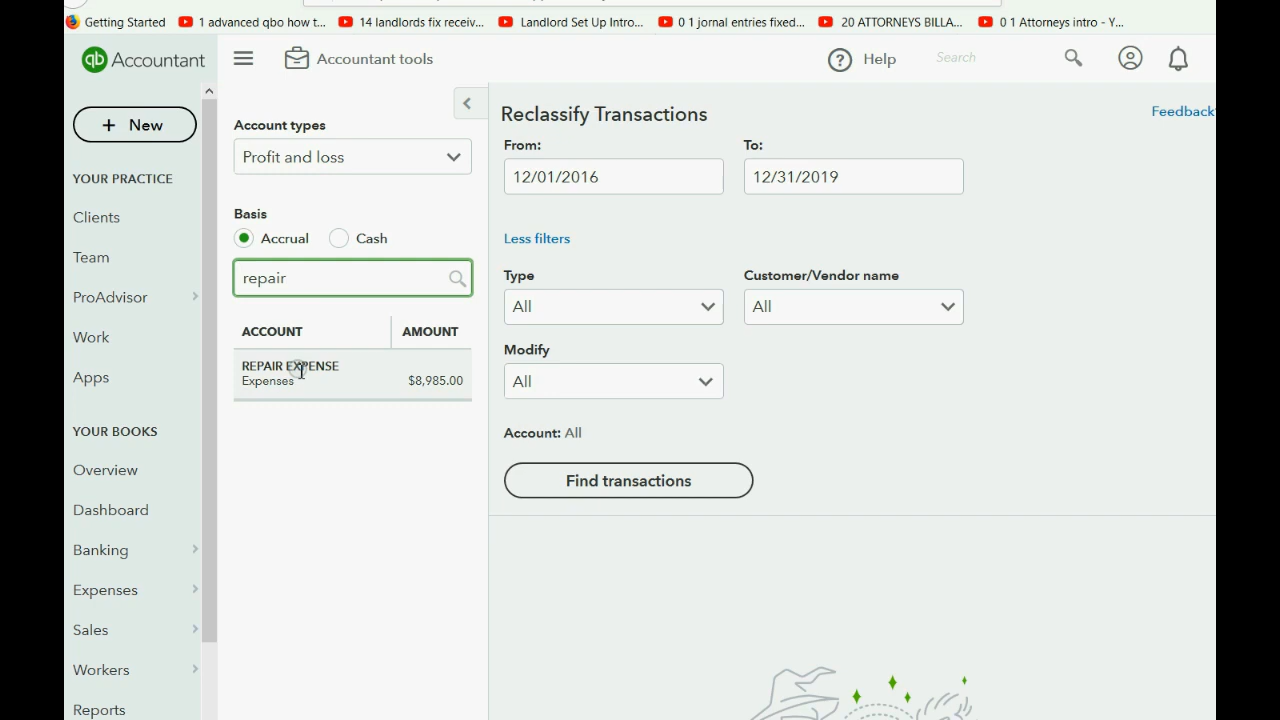 Getting Started
1 advanced qbo how t...
14 landlords fix receiv...
Landlord Set Up Intro...
0 1 jornal entries fixed...
20 ATTORNEYS BILLA...
0 1 Attorneys intro - Y...
qb Accountant
Accountant tools
Help
Search
+ New
YOUR PRACTICE
Clients
Team
ProAdvisor
Work
Apps
YOUR BOOKS
Overview
Dashboard
Banking
Expenses
Sales
Workers
Reports
Account types
Profit and loss
Basis
Accrual
Cash
repair
ACCOUNT AMOUNT
REPAIR EXPENSE
Expenses $8,985.00
Reclassify Transactions
Feedback
From: To:
12/01/2016 12/31/2019
Less filters
Type Customer/Vendor name
All All
Modify
All
Account: All
Find transactions